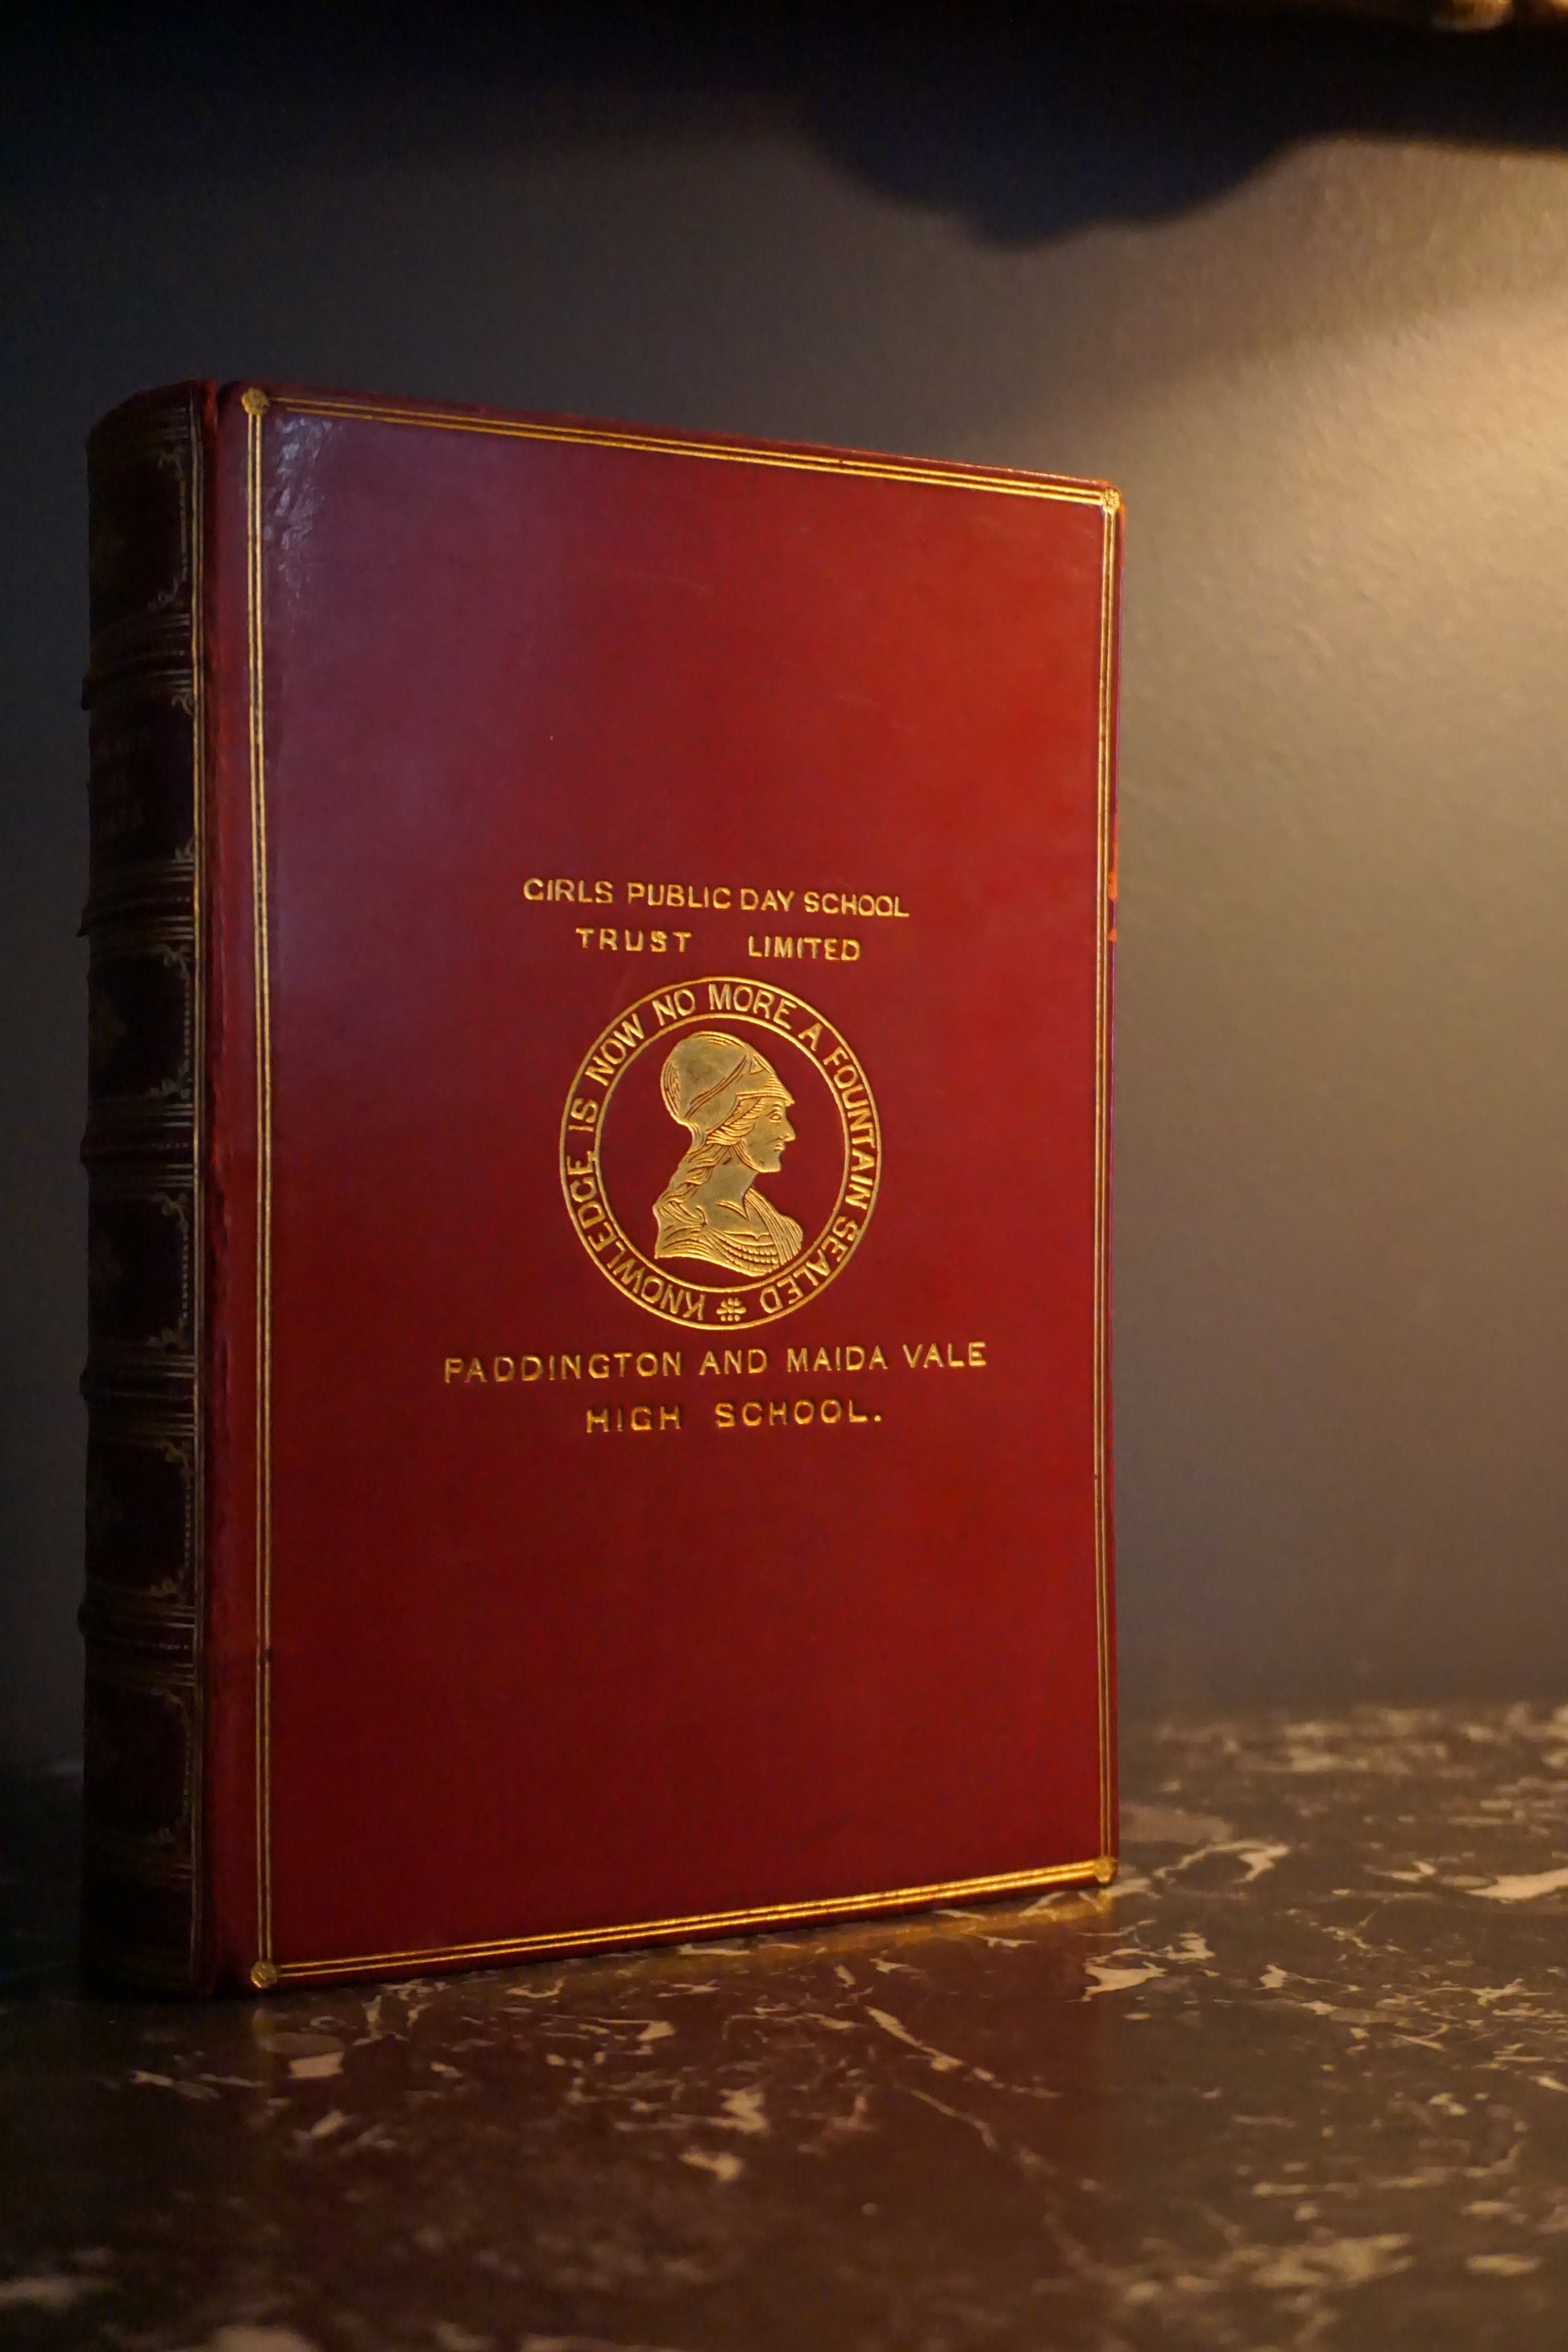 GIRLS PUBLIC DAY SCHOOL
TRUST LIMITED
KNOWLEDGE IS NOW NO MORE A FOUNTAIN SEALED
PADDINGTON AND MAIDA VALE
HIGH SCHOOL.